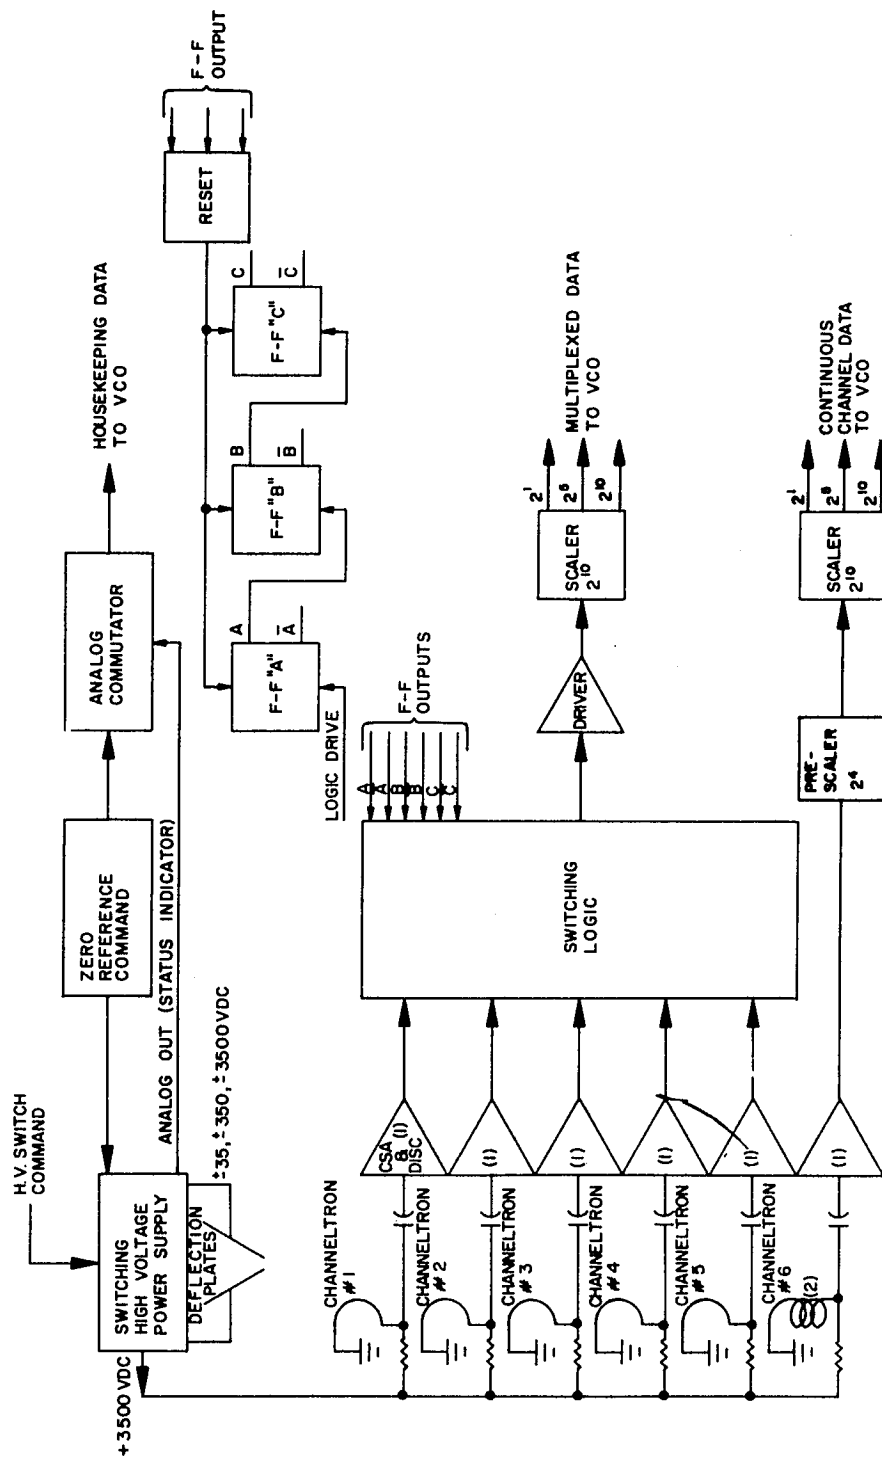 H.V. SWITCH
COMMAND
+3500 VDC
SWITCHING
HIGH VOLTAGE
POWER SUPPLY
DEFLECTION
PLATES
±35, ±350, ±3500 VDC
ANALOG OUT (STATUS INDICATOR)
ZERO
REFERENCE
COMMAND
ANALOG
COMMUTATOR
HOUSEKEEPING DATA
TO VCO
LOGIC DRIVE
F-F "A"
A
A̅
F-F "B"
B
B̅
F-F "C"
C
C̅
RESET
F-F
OUTPUT
CHANNELTRON
#1
CHANNELTRON
#2
CHANNELTRON
#3
CHANNELTRON
#4
CHANNELTRON
#5
CHANNELTRON
#6
(2)
CSA (1)
&
DISC
(1)
(1)
(1)
(1)
(1)
SWITCHING
LOGIC
A
A̅
B
B̅
C
C̅
F-F
OUTPUTS
DRIVER
SCALER
2¹⁰
2¹
2¹⁰
MULTIPLEXED DATA
TO VCO
PRE-
SCALER
SCALER
2¹⁰
2¹
2¹⁰
CONTINUOUS
CHANNEL DATA
TO VCO